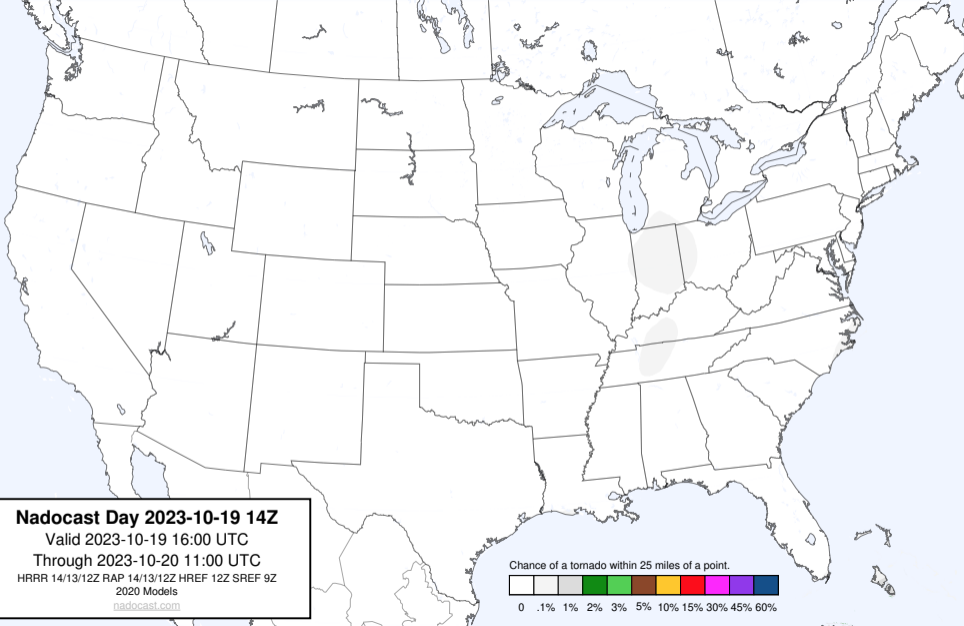 Nadocast Day 2023-10-19 14Z
Valid 2023-10-19 16:00 UTC
Through 2023-10-20 11:00 UTC
HRRR 14/13/12Z RAP 14/13/12Z HREF 12Z SREF 9Z
2020 Models
nadocast.com
Chance of a tornado within 25 miles of a point.
0 .1% 1% 2% 3% 5% 10% 15% 30% 45% 60%